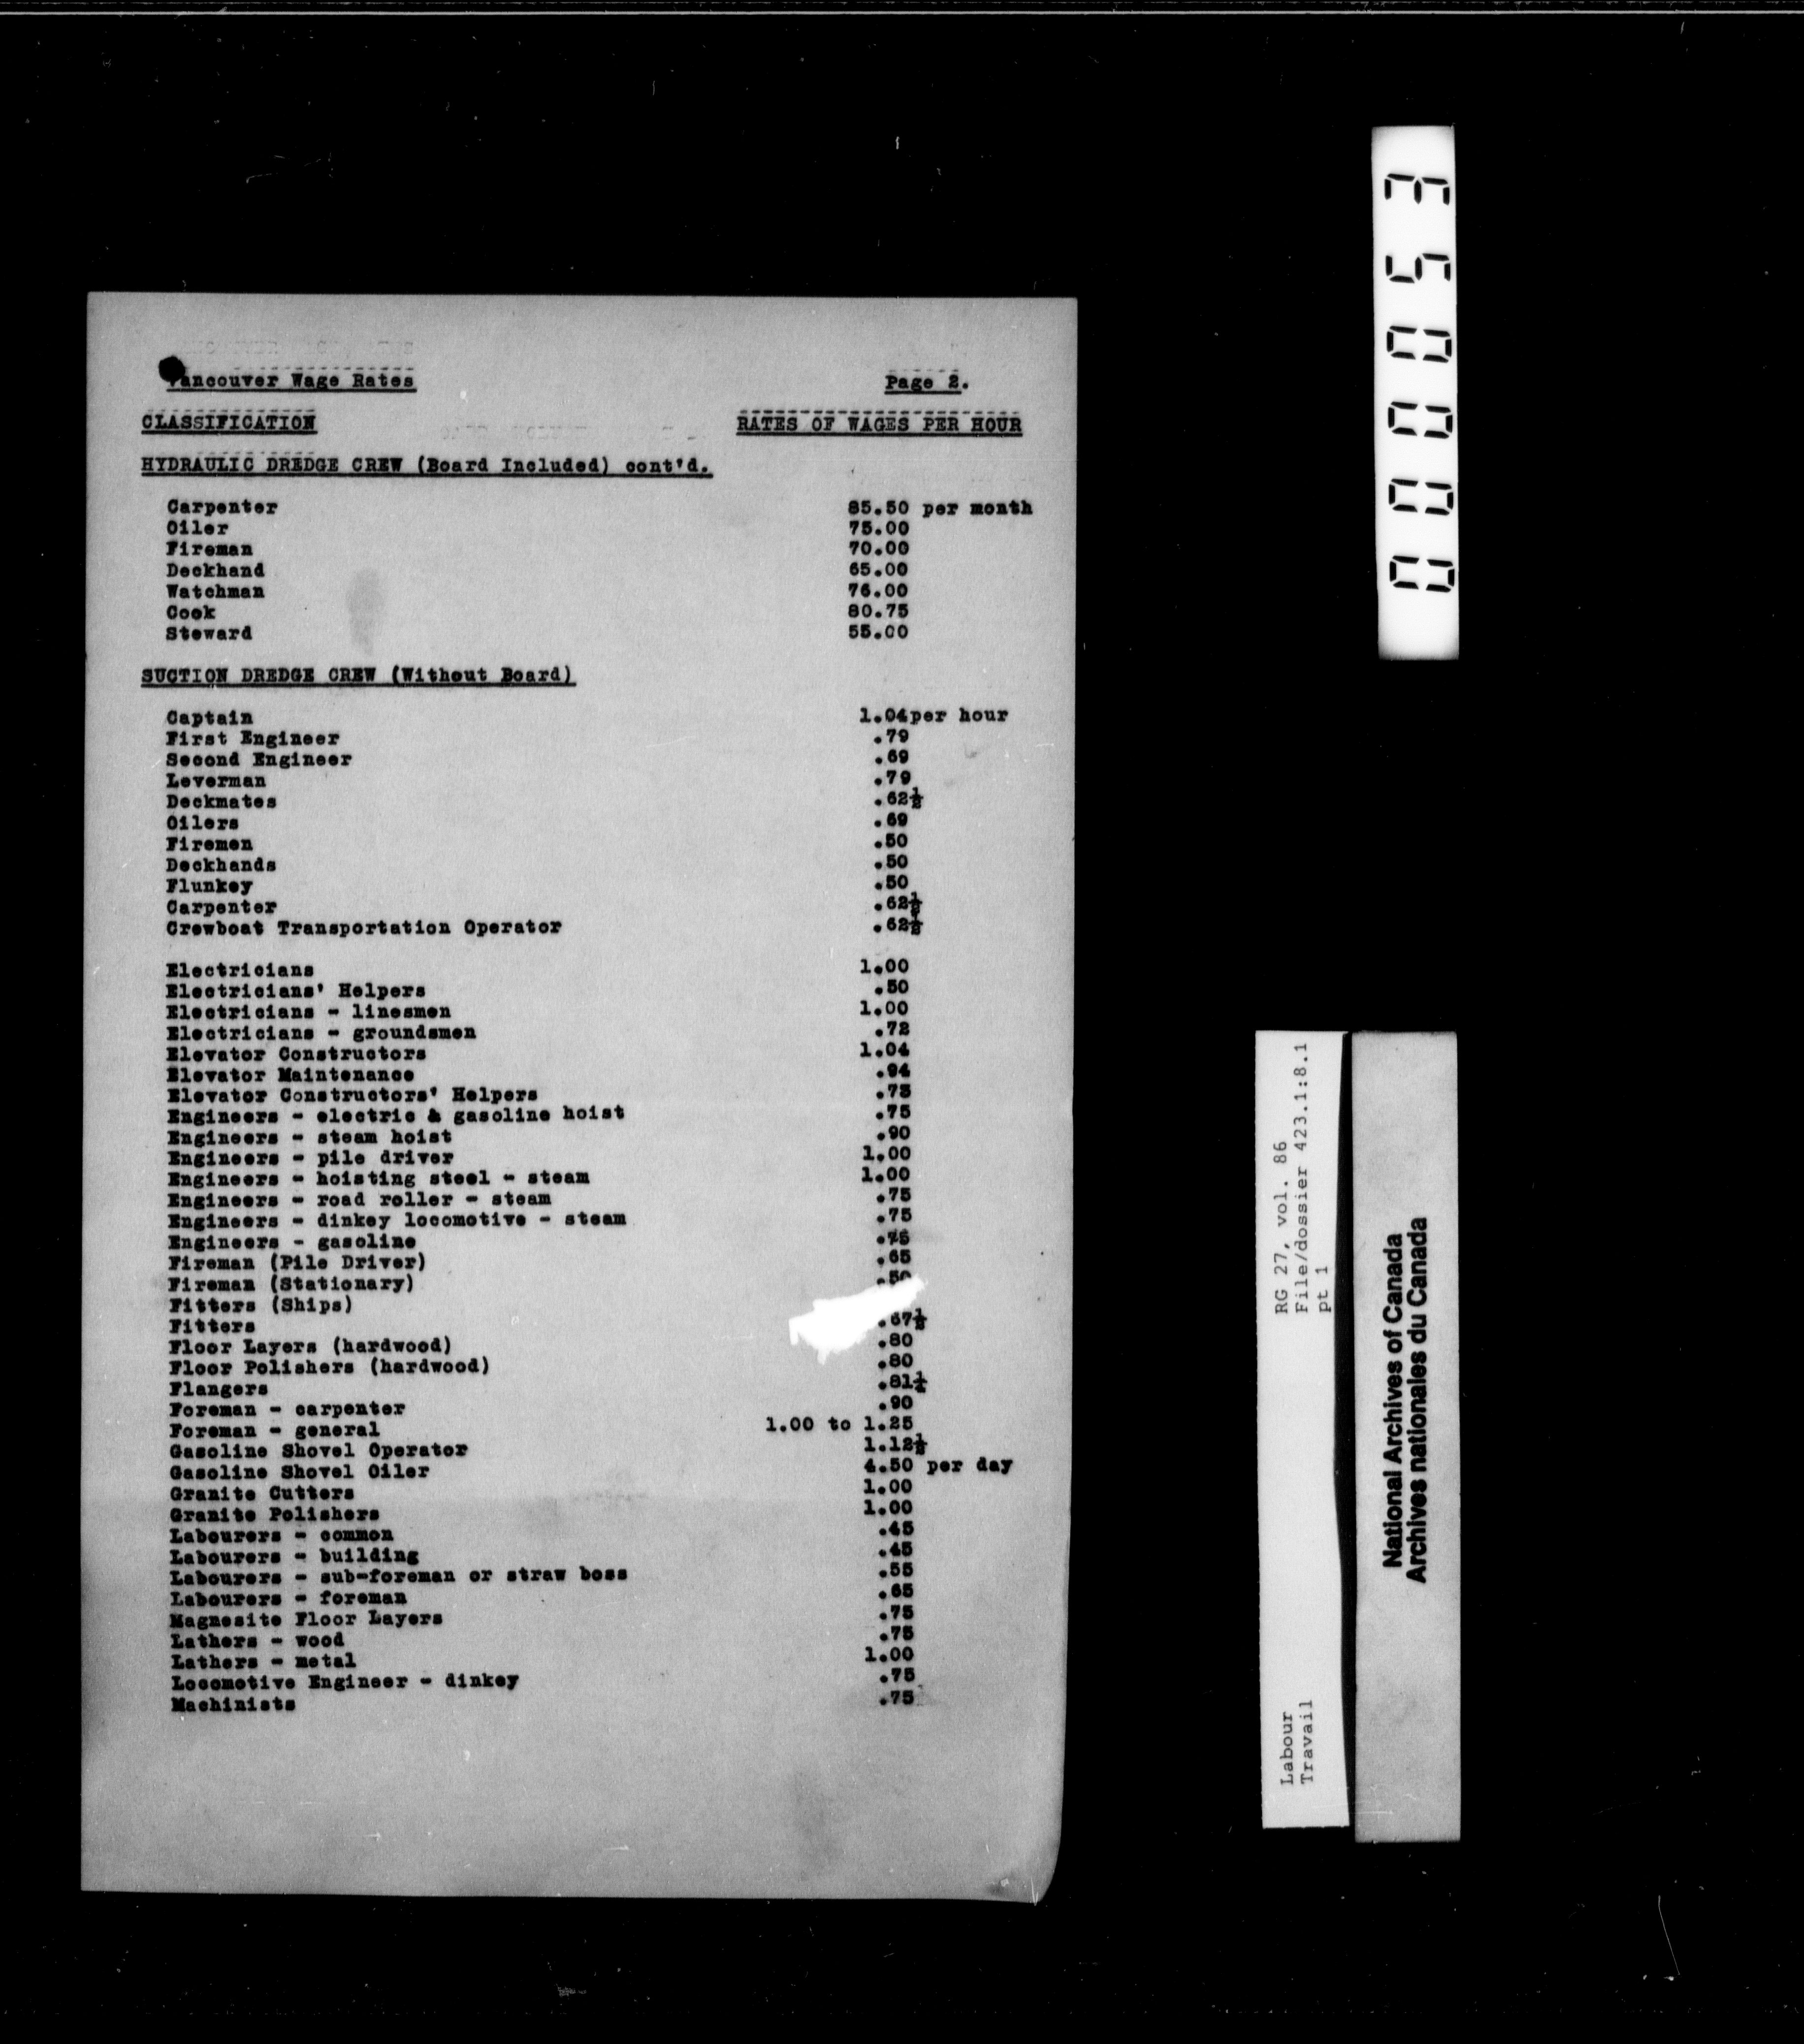 Vancouver Wage Rates Page 2.
CLASSIFICATION RATES OF WAGES PER HOUR
HYDRAULIC DREDGE CREW (Board Included) cont'd.
Carpenter 85.50 per month
Oiler 75.00
Fireman 70.00
Deckhand 65.00
Watchman 76.00
Cook 80.75
Steward 55.00
SUCTION DREDGE CREW (Without Board)
Captain 1.04per hour
First Engineer .79
Second Engineer .69
Leverman .79
Deckmates .62½
Oilers .69
Firemen .50
Deckhands .50
Flunkey .50
Carpenter .62½
Crewboat Transportation Operator .62½
Electricians 1.00
Electricians' Helpers .50
Electricians - linesmen 1.00
Electricians - groundsmen .72
Elevator Constructors 1.04
Elevator Maintenance .94
Elevator Constructors' Helpers
Engineers - electric & gasoline hoist .75
Engineers - steam hoist .90
Engineers - pile driver 1.00
Engineers - hoisting steel - steam 1.00
Engineers - road roller - steam .75
Engineers - dinkey locomotive - steam .75
Engineers - gasoline .75
Fireman (Pile Driver) .65
Fireman (Stationary) .50
Fitters (Ships)
Fitters .67½
Floor Layers (hardwood) .80
Floor Polishers (hardwood) .80
Flangers .81¼
Foreman - carpenter .90
Foreman - general 1.00 to 1.25
Gasoline Shovel Operator 1.12½
Gasoline Shovel Oiler 4.50 per day
Granite Cutters 1.00
Granite Polishers 1.00
Labourers - common .45
Labourers - building .45
Labourers - sub-foreman or straw boss .55
Labourers - foreman .65
Magnesite Floor Layers .75
Lathers - wood .75
Lathers - metal 1.00
Locomotive Engineer - dinkey .75
Machinists .75
000053
Labour RG 27, vol. 86
Travail File/dossier 423.1:8.1
pt 1
National Archives of Canada
Archives nationales du Canada